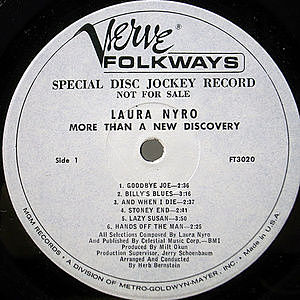 Verve
FOLKWAYS
SPECIAL DISC JOCKEY RECORD
NOT FOR SALE
LAURA NYRO
MORE THAN A NEW DISCOVERY
Side 1
FT3020
1. GOODBYE JOE—2:36
2. BILLY'S BLUES—3:16
3. AND WHEN I DIE—2:37
4. STONEY END—2:41
5. LAZY SUSAN—3:50
6. HANDS OFF THE MAN—2:26
All Selections Composed By Laura Nyro
And Published By Celestial Music Corp.—BMI
Produced By Milt Okun
Production Supervisor, Jerry Schoenbaum
Arranged And Conducted By
Herb Bernstein
MGM RECORDS — A DIVISION OF METRO-GOLDWYN-MAYER, INC. • Made in U.S.A.